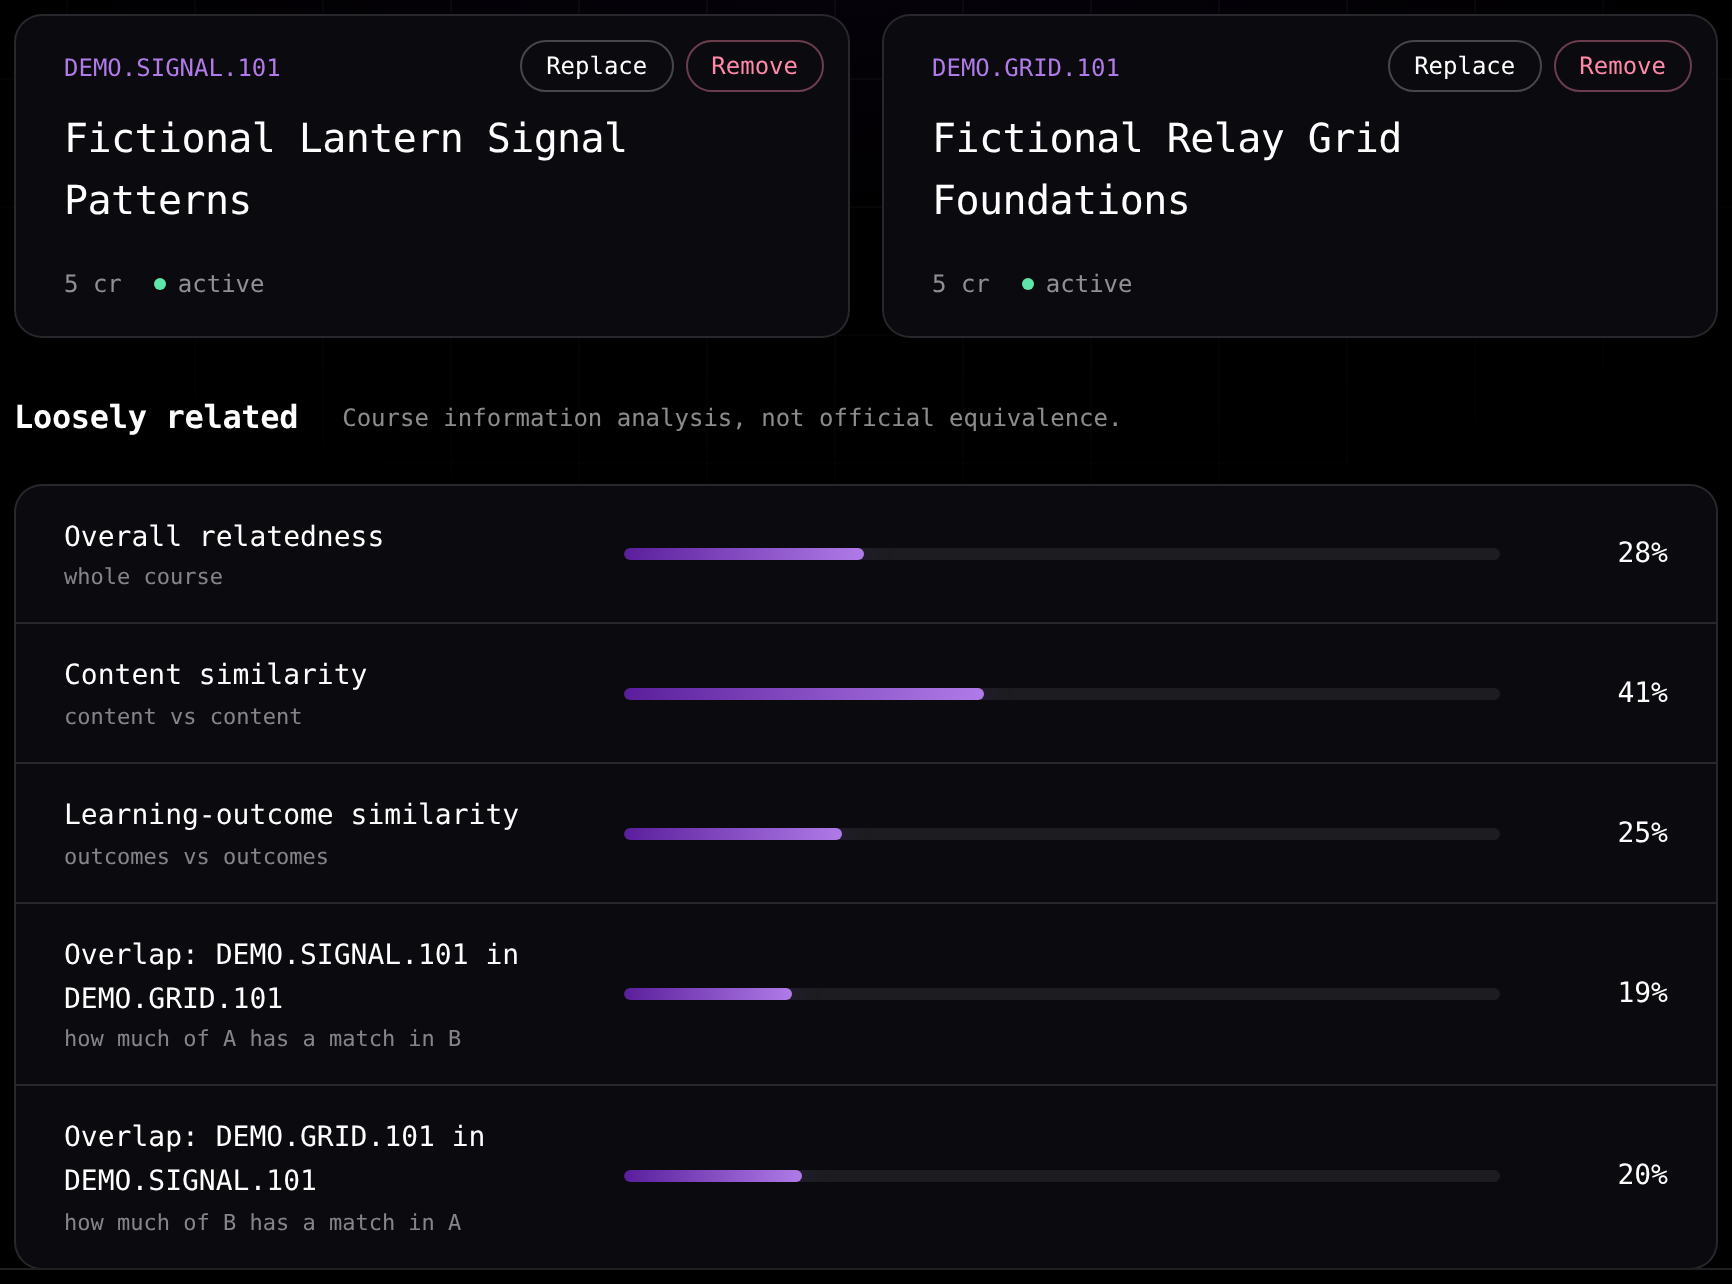 DEMO.SIGNAL.101
Replace
Remove
Fictional Lantern Signal
Patterns
5 cr
active
DEMO.GRID.101
Replace
Remove
Fictional Relay Grid
Foundations
5 cr
active
Loosely related
Course information analysis, not official equivalence.
Overall relatedness
whole course
28%
Content similarity
content vs content
41%
Learning-outcome similarity
outcomes vs outcomes
25%
Overlap: DEMO.SIGNAL.101 in
DEMO.GRID.101
how much of A has a match in B
19%
Overlap: DEMO.GRID.101 in
DEMO.SIGNAL.101
how much of B has a match in A
20%